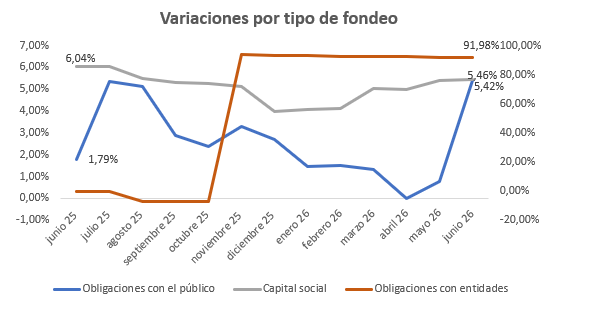 Variaciones por tipo de fondeo
7,00%
6,00%
5,00%
4,00%
3,00%
2,00%
1,00%
0,00%
-1,00%
100,00%
80,00%
60,00%
40,00%
20,00%
0,00%
-20,00%
6,04%
1,79%
91,98%
5,46%
5,42%
junio 25
julio 25
agosto 25
septiembre 25
octubre 25
noviembre 25
diciembre 25
enero 26
febrero 26
marzo 26
abril 26
mayo 26
junio 26
Obligaciones con el público
Capital social
Obligaciones con entidades